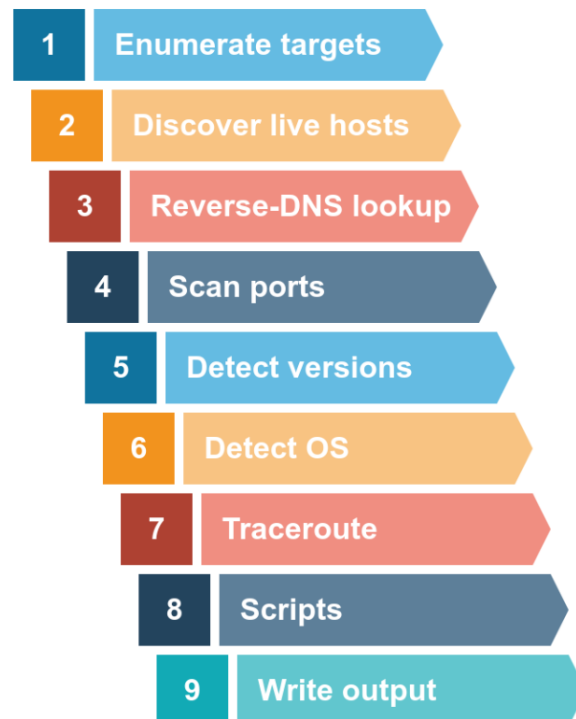 1 Enumerate targets
2 Discover live hosts
3 Reverse-DNS lookup
4 Scan ports
5 Detect versions
6 Detect OS
7 Traceroute
8 Scripts
9 Write output